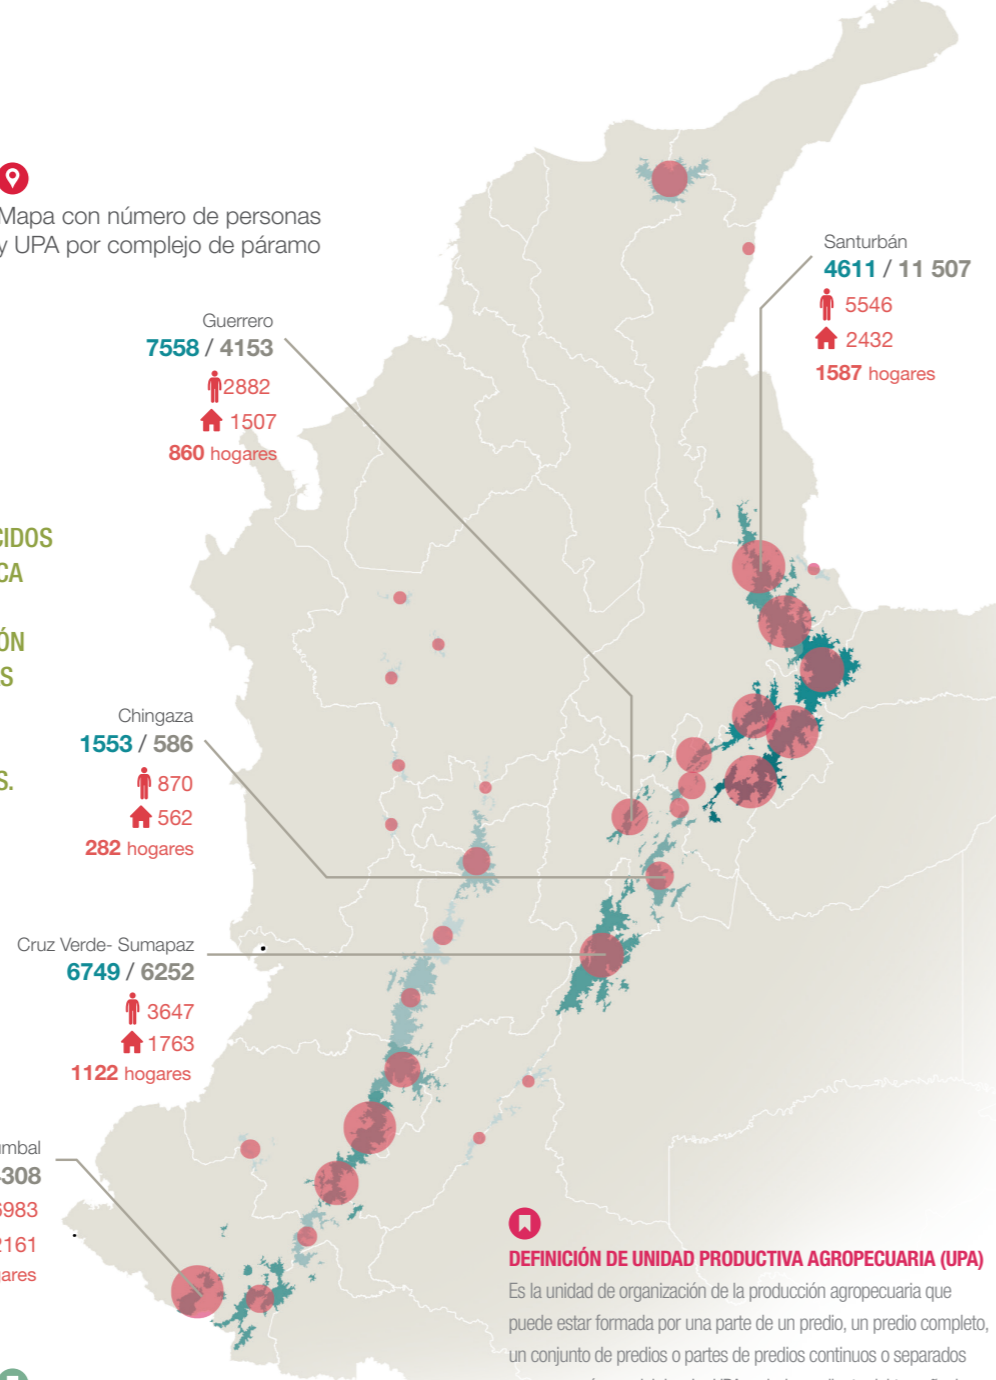 Mapa con número de personas
y UPA por complejo de páramo
Santurbán
4611 / 11 507
5546
2432
1587 hogares
Guerrero
7558 / 4153
2882
1507
860 hogares
Chingaza
1553 / 586
870
562
282 hogares
Cruz Verde- Sumapaz
6749 / 6252
3647
1763
1122 hogares
DEFINICIÓN DE UNIDAD PRODUCTIVA AGROPECUARIA (UPA)
Es la unidad de organización de la producción agropecuaria que
puede estar formada por una parte de un predio, un predio completo,
un conjunto de predios o partes de predios continuos o separados